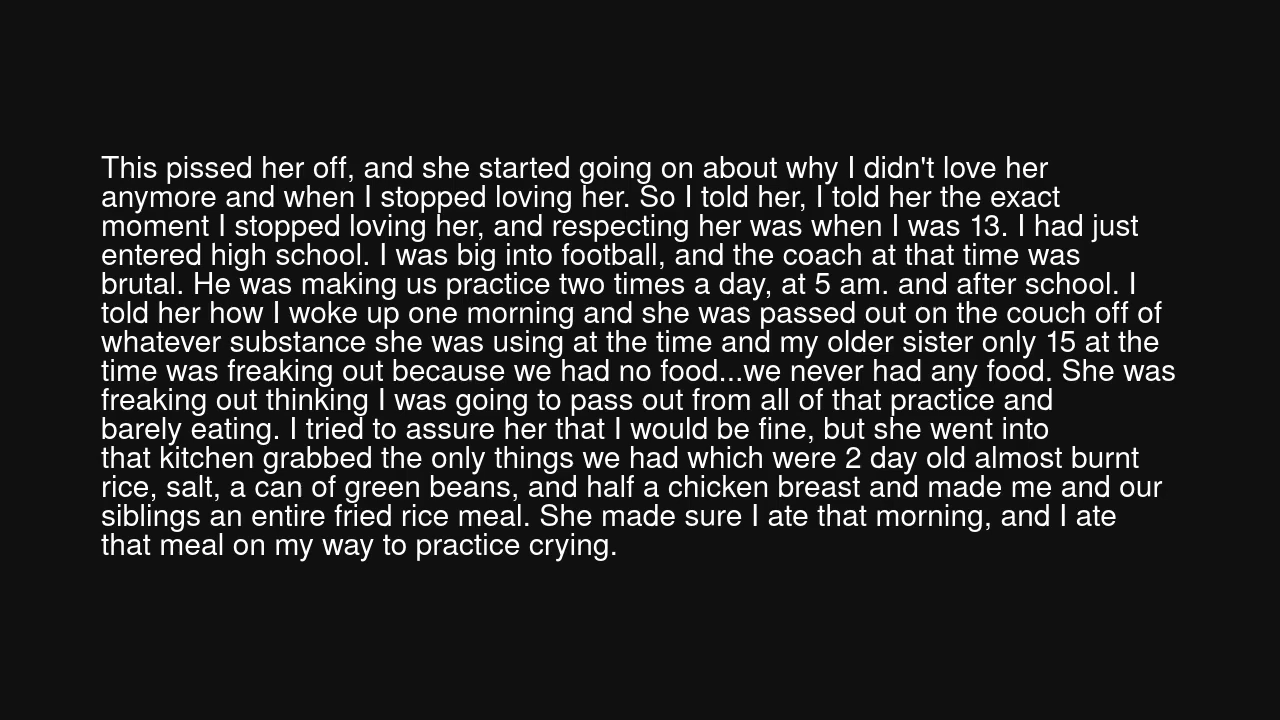 This pissed her off, and she started going on about why I didn't love her
anymore and when I stopped loving her. So I told her, I told her the exact
moment I stopped loving her, and respecting her was when I was 13. I had just
entered high school. I was big into football, and the coach at that time was
brutal. He was making us practice two times a day, at 5 am. and after school. I
told her how I woke up one morning and she was passed out on the couch off of
whatever substance she was using at the time and my older sister only 15 at the
time was freaking out because we had no food...we never had any food. She was
freaking out thinking I was going to pass out from all of that practice and
barely eating. I tried to assure her that I would be fine, but she went into
that kitchen grabbed the only things we had which were 2 day old almost burnt
rice, salt, a can of green beans, and half a chicken breast and made me and our
siblings an entire fried rice meal. She made sure I ate that morning, and I ate
that meal on my way to practice crying.